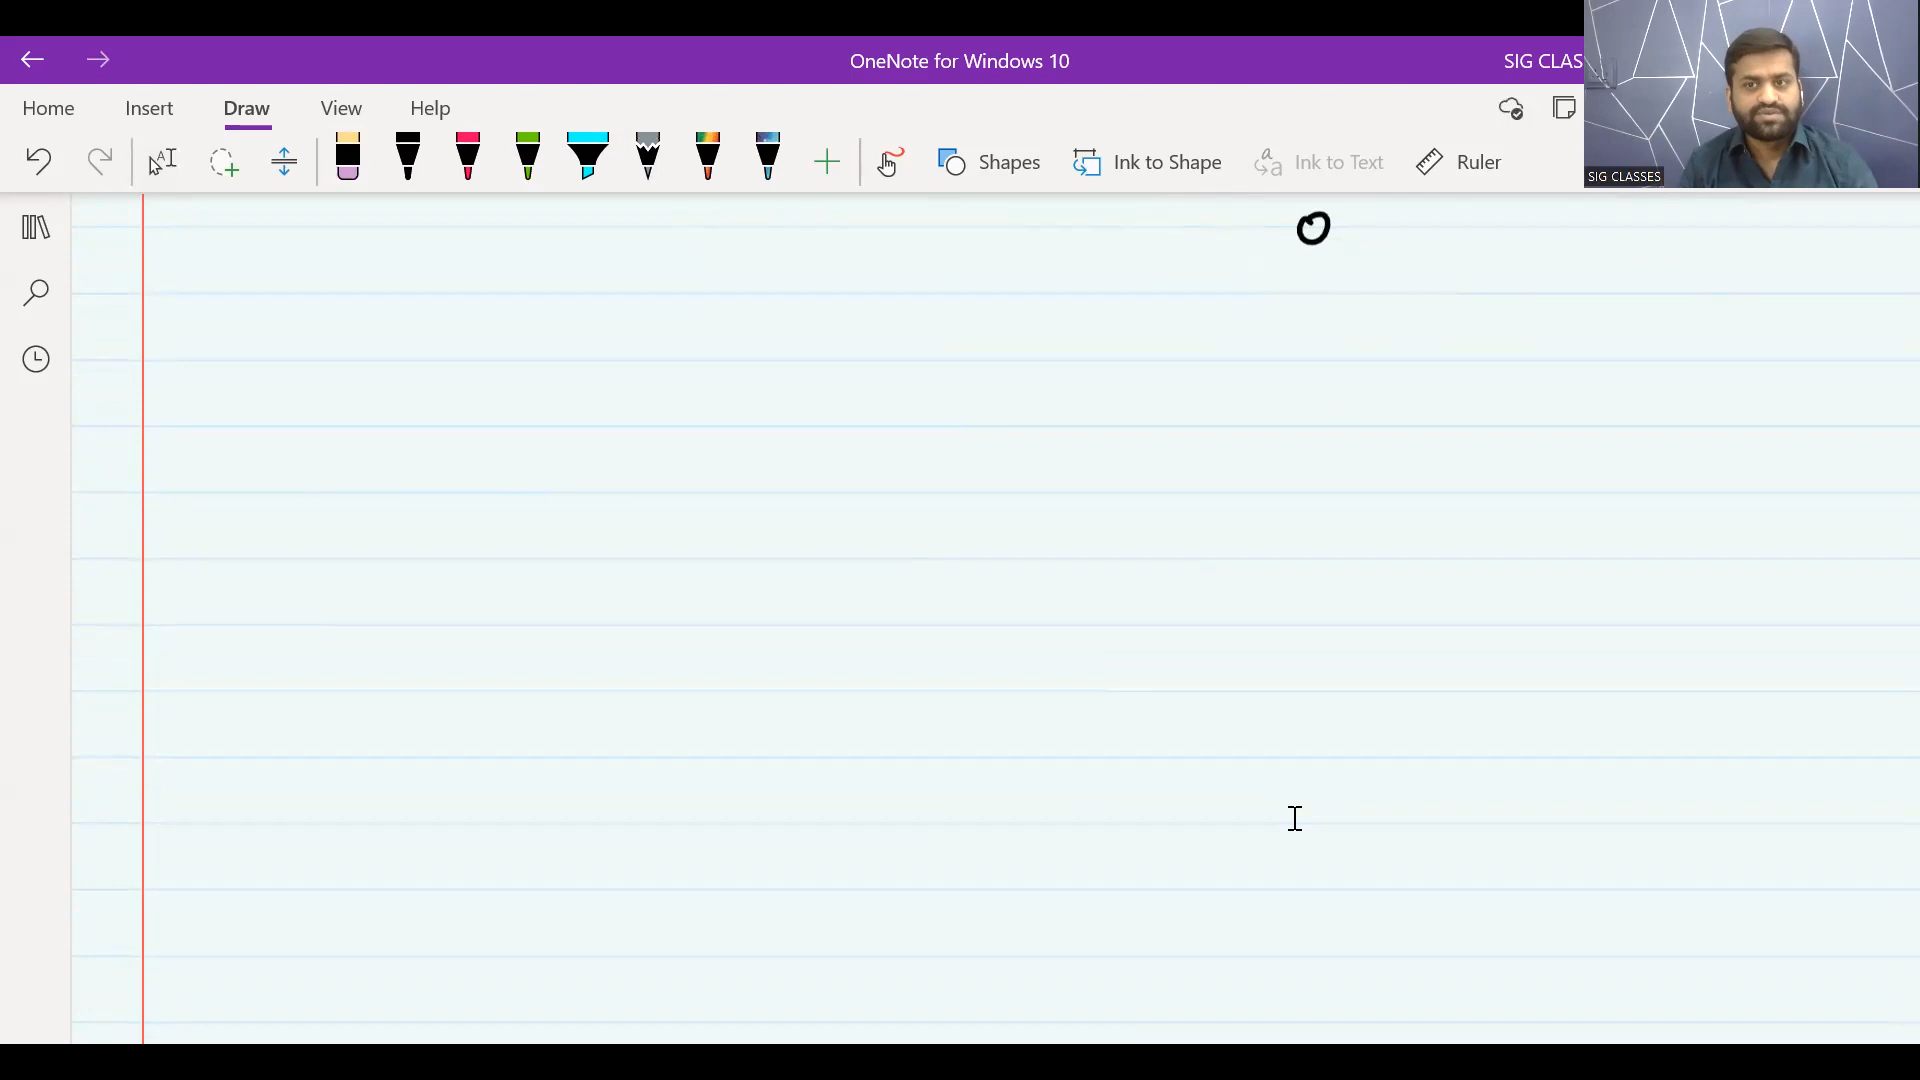 OneNote for Windows 10
SIG CLAS
Home Insert Draw View Help
Shapes Ink to Shape Ink to Text Ruler
SIG CLASSES
O